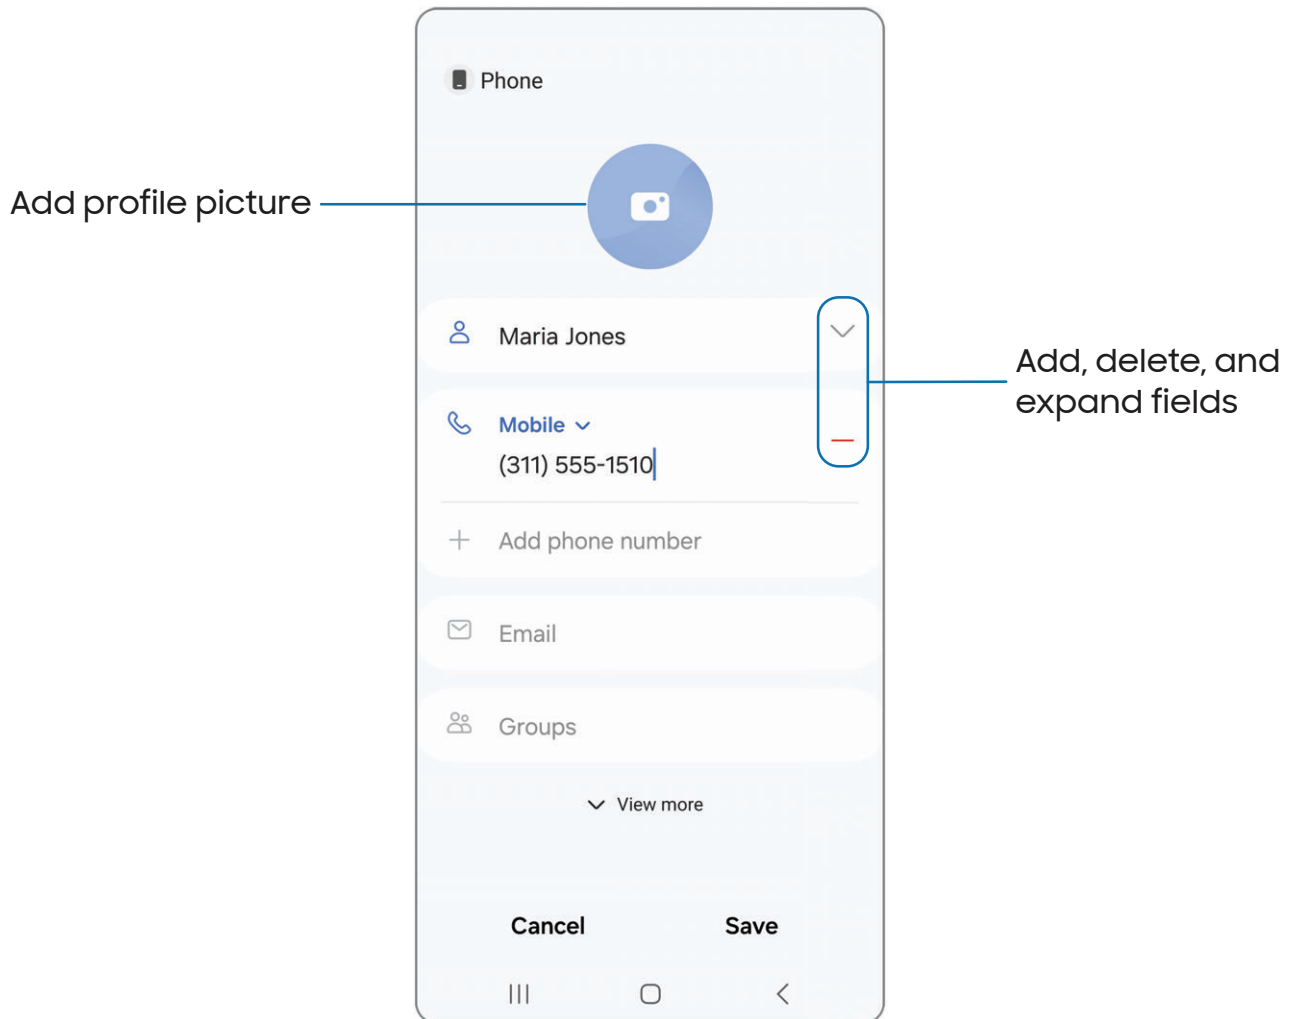 Phone
Add profile picture
Maria Jones
Add, delete, and
expand fields
Mobile
(311) 555-1510
Add phone number
Email
Groups
View more
Cancel
Save